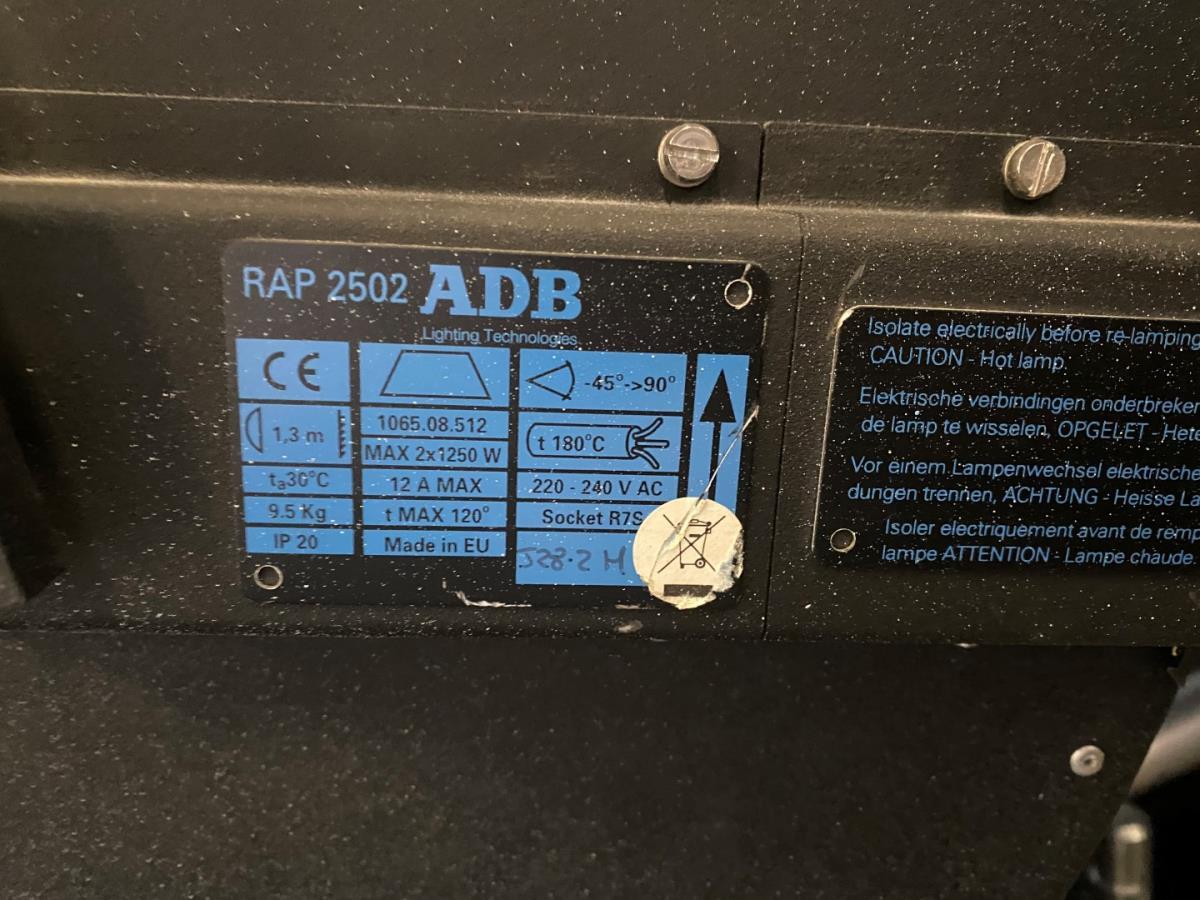 RAP 2502 ADB
Lighting Technologies
CE
-45°->90°
1,3 m
1065.08.512
t 180°C
MAX 2x1250 W
ta30°C
12 A MAX
220 - 240 V AC
9.5 Kg
t MAX 120°
Socket R7S
IP 20
Made in EU
Isolate electrically before re-lamping
CAUTION - Hot lamp
Elektrische verbindingen onderbreke
de lamp te wisselen, OPGELET - Hete
Vor einem Lampenwechsel elektrische
dungen trennen, ACHTUNG - Heisse La
Isoler electriquement avant de remp
lampe ATTENTION - Lampe chaude.